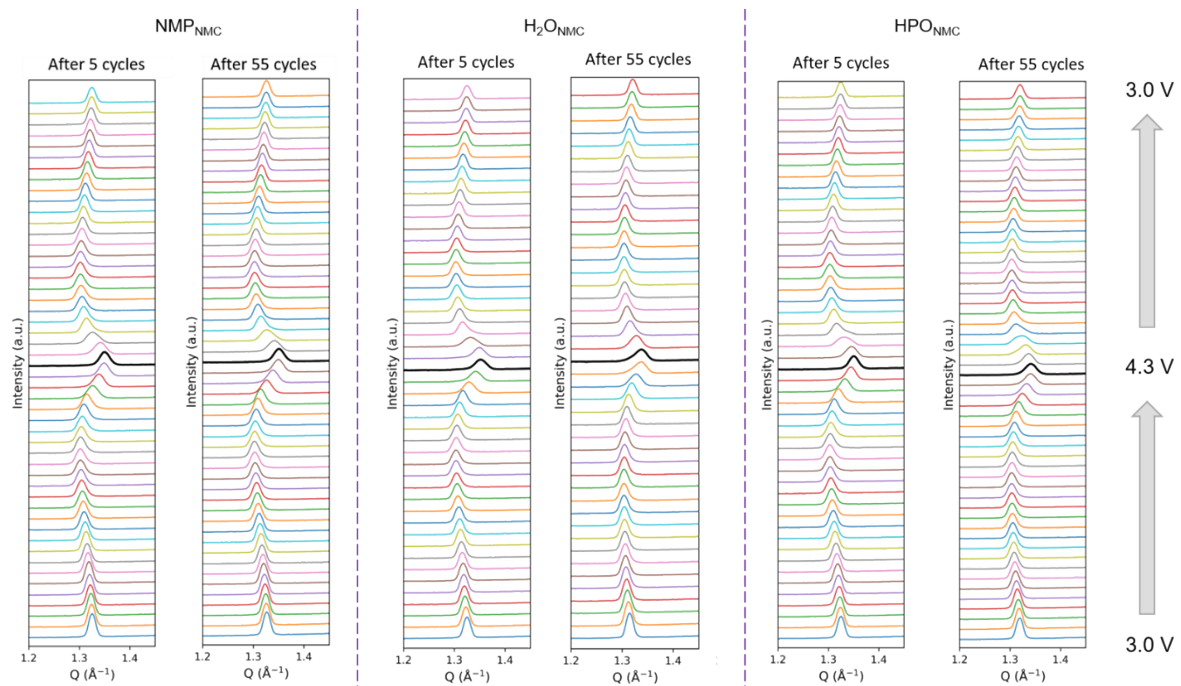 NMP_NMC
H₂O_NMC
HPO_NMC
After 5 cycles
After 55 cycles
After 5 cycles
After 55 cycles
After 5 cycles
After 55 cycles
3.0 V
4.3 V
3.0 V
Intensity (a.u.)
Intensity (a.u.)
Intensity (a.u.)
Intensity (a.u.)
Intensity (a.u.)
Intensity (a.u.)
1.2 1.3 1.4
1.2 1.3 1.4
1.2 1.3 1.4
1.2 1.3 1.4
1.2 1.3 1.4
1.2 1.3 1.4
Q (Å⁻¹)
Q (Å⁻¹)
Q (Å⁻¹)
Q (Å⁻¹)
Q (Å⁻¹)
Q (Å⁻¹)